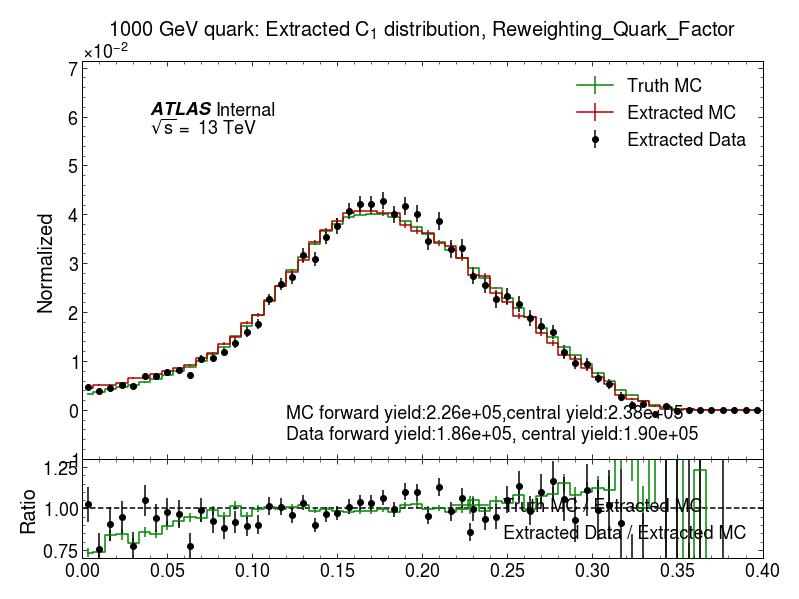 1000 GeV quark: Extracted C₁ distribution, Reweighting_Quark_Factor
×10⁻²
7
6
5
4
3
2
1
0
1
Normalized
ATLAS Internal
√s = 13 TeV
Truth MC
Extracted MC
Extracted Data
MC forward yield:2.26e+05,central yield:2.38e+05
Data forward yield:1.86e+05, central yield:1.90e+05
1.25
1.00
0.75
Ratio
Truth MC / Extracted MC
Extracted Data / Extracted MC
0.00 0.05 0.10 0.15 0.20 0.25 0.30 0.35 0.40